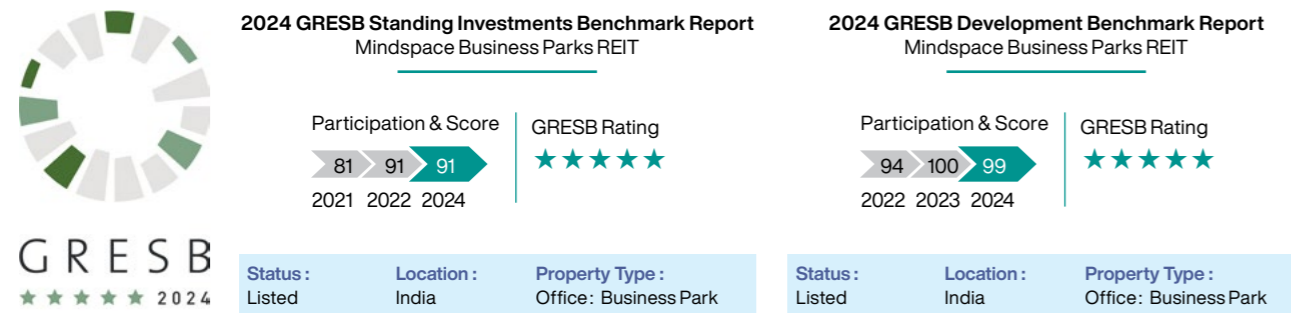 GRESB
2024
2024 GRESB Standing Investments Benchmark Report
Mindspace Business Parks REIT
Participation & Score
81 91 91
2021 2022 2024
GRESB Rating
★★★★★
Status : Location : Property Type :
Listed India Office: Business Park
2024 GRESB Development Benchmark Report
Mindspace Business Parks REIT
Participation & Score
94 100 99
2022 2023 2024
GRESB Rating
★★★★★
Status : Location : Property Type :
Listed India Office: Business Park